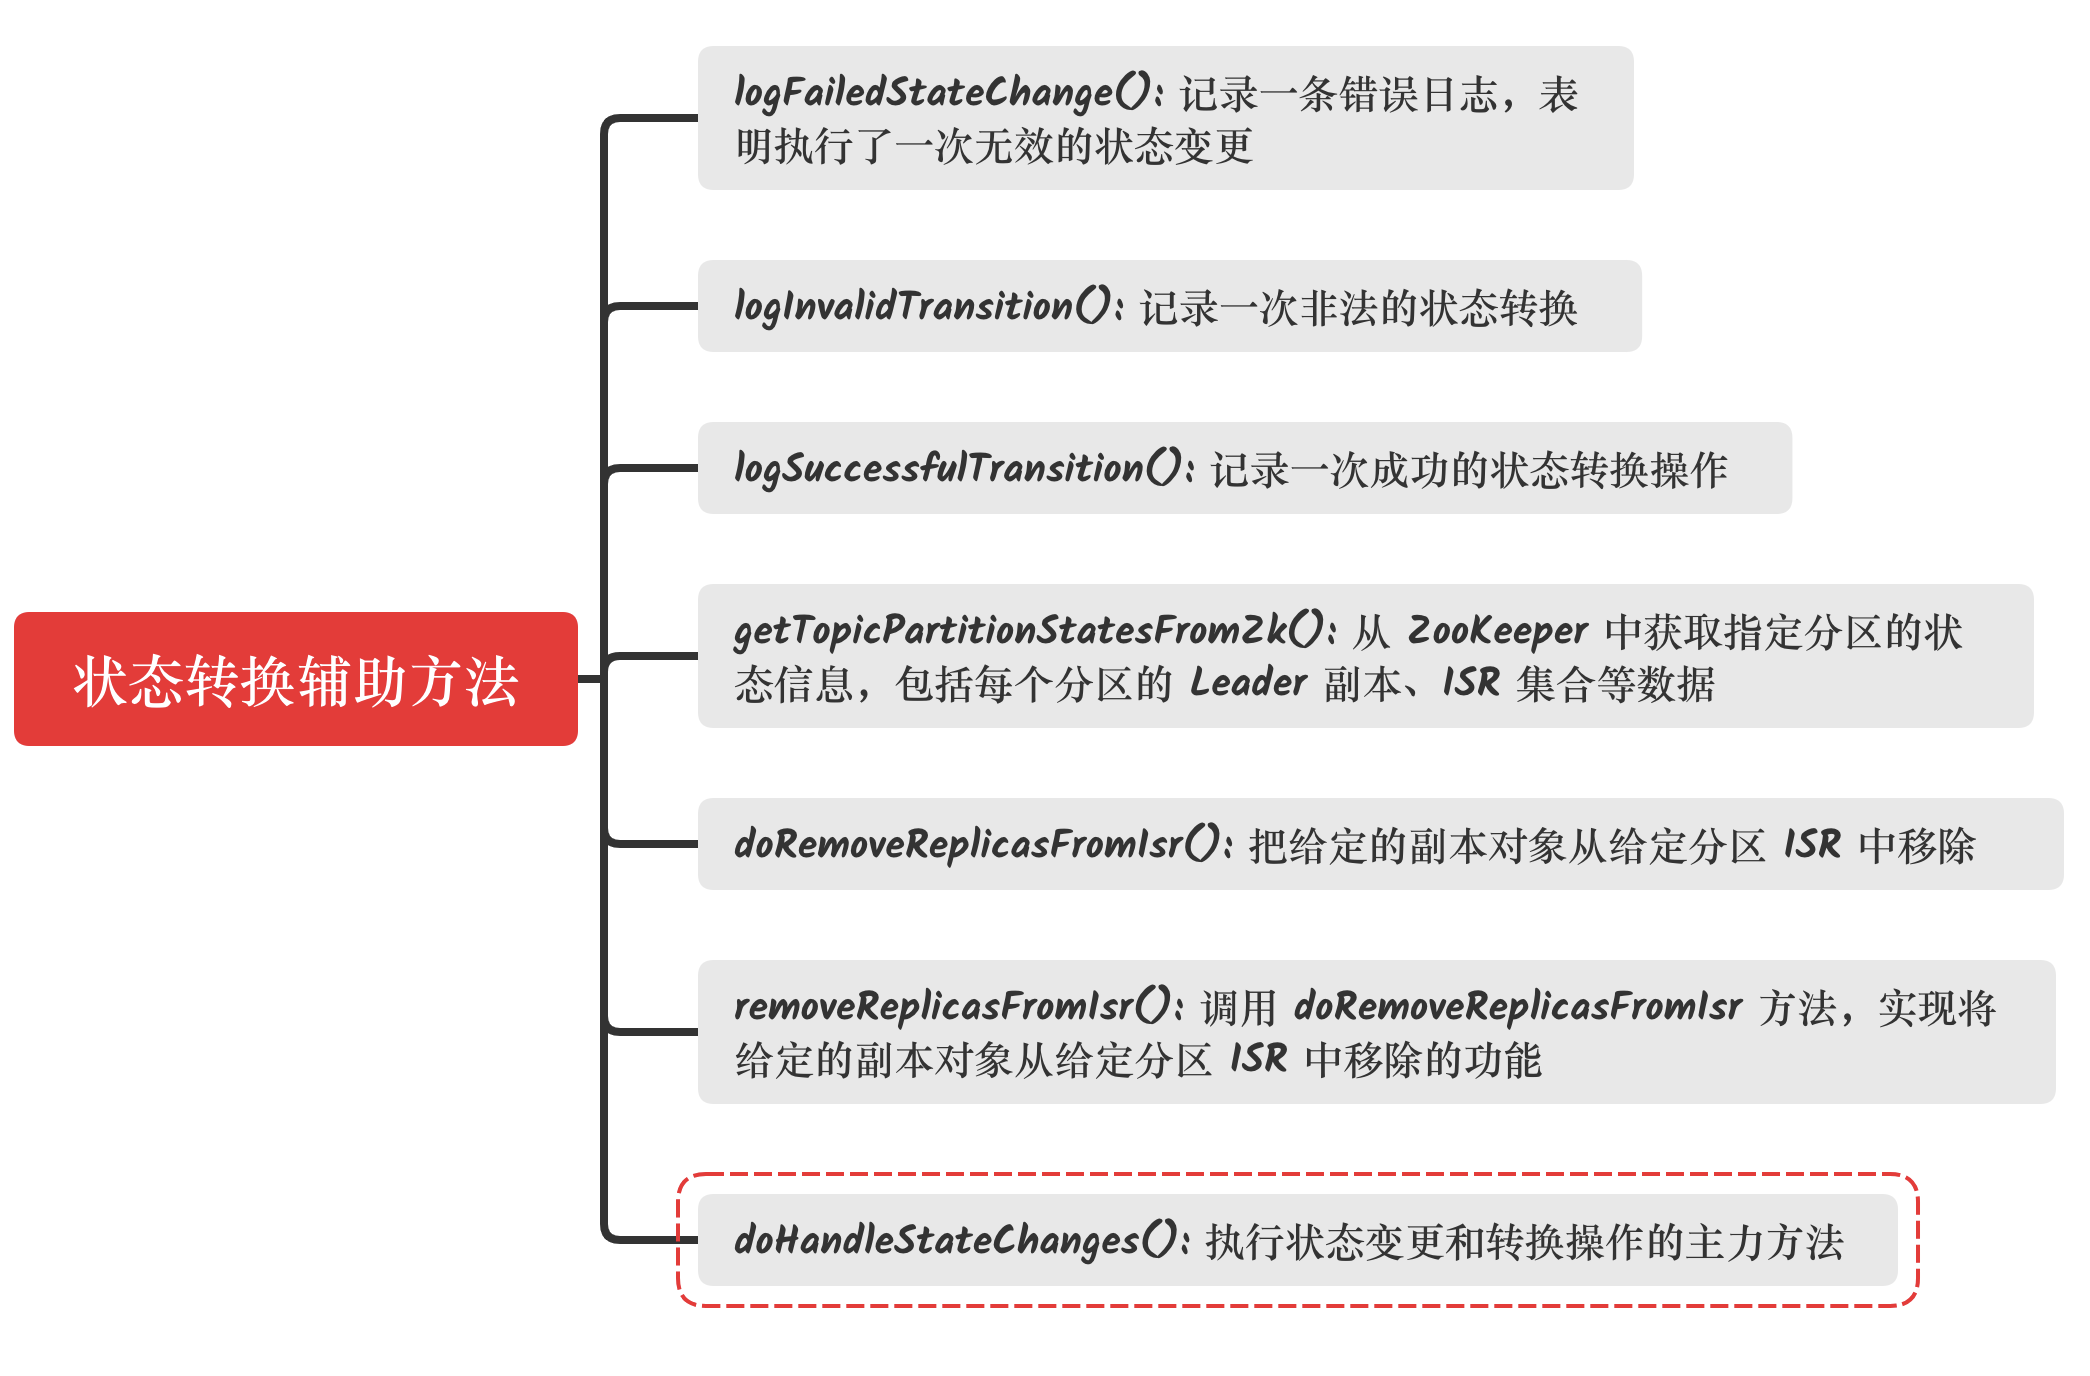 logFailedStateChange(): 记录一条错误日志，表
明执行了一次无效的状态变更
logInvalidTransition(): 记录一次非法的状态转换
logSuccessfulTransition(): 记录一次成功的状态转换操作
状态转换辅助方法
getTopicPartitionStatesFromZk(): 从 ZooKeeper 中获取指定分区的状
态信息，包括每个分区的 Leader 副本、ISR 集合等数据
doRemoveReplicasFromIsr(): 把给定的副本对象从给定分区 ISR 中移除
removeReplicasFromIsr(): 调用 doRemoveReplicasFromIsr 方法，实现将
给定的副本对象从给定分区 ISR 中移除的功能
doHandleStateChanges(): 执行状态变更和转换操作的主力方法